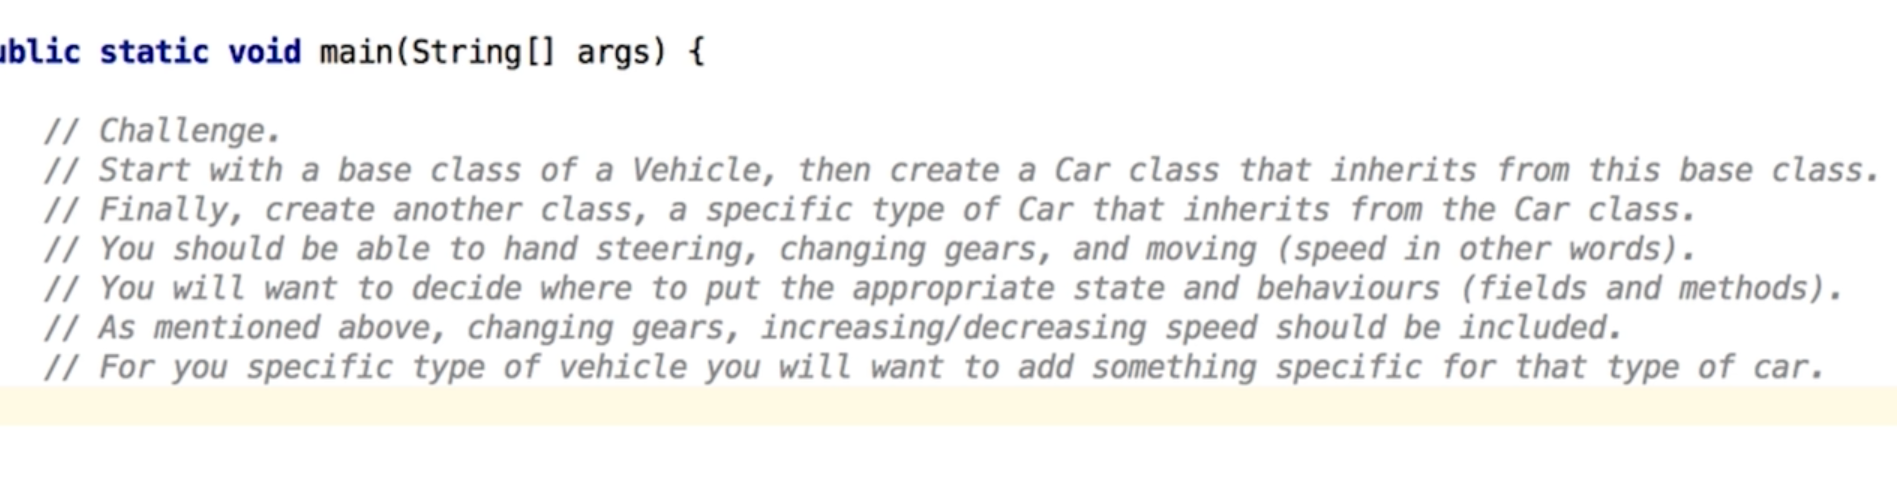 ublic static void main(String[] args) {
// Challenge.
// Start with a base class of a Vehicle, then create a Car class that inherits from this base class.
// Finally, create another class, a specific type of Car that inherits from the Car class.
// You should be able to hand steering, changing gears, and moving (speed in other words).
// You will want to decide where to put the appropriate state and behaviours (fields and methods).
// As mentioned above, changing gears, increasing/decreasing speed should be included.
// For you specific type of vehicle you will want to add something specific for that type of car.